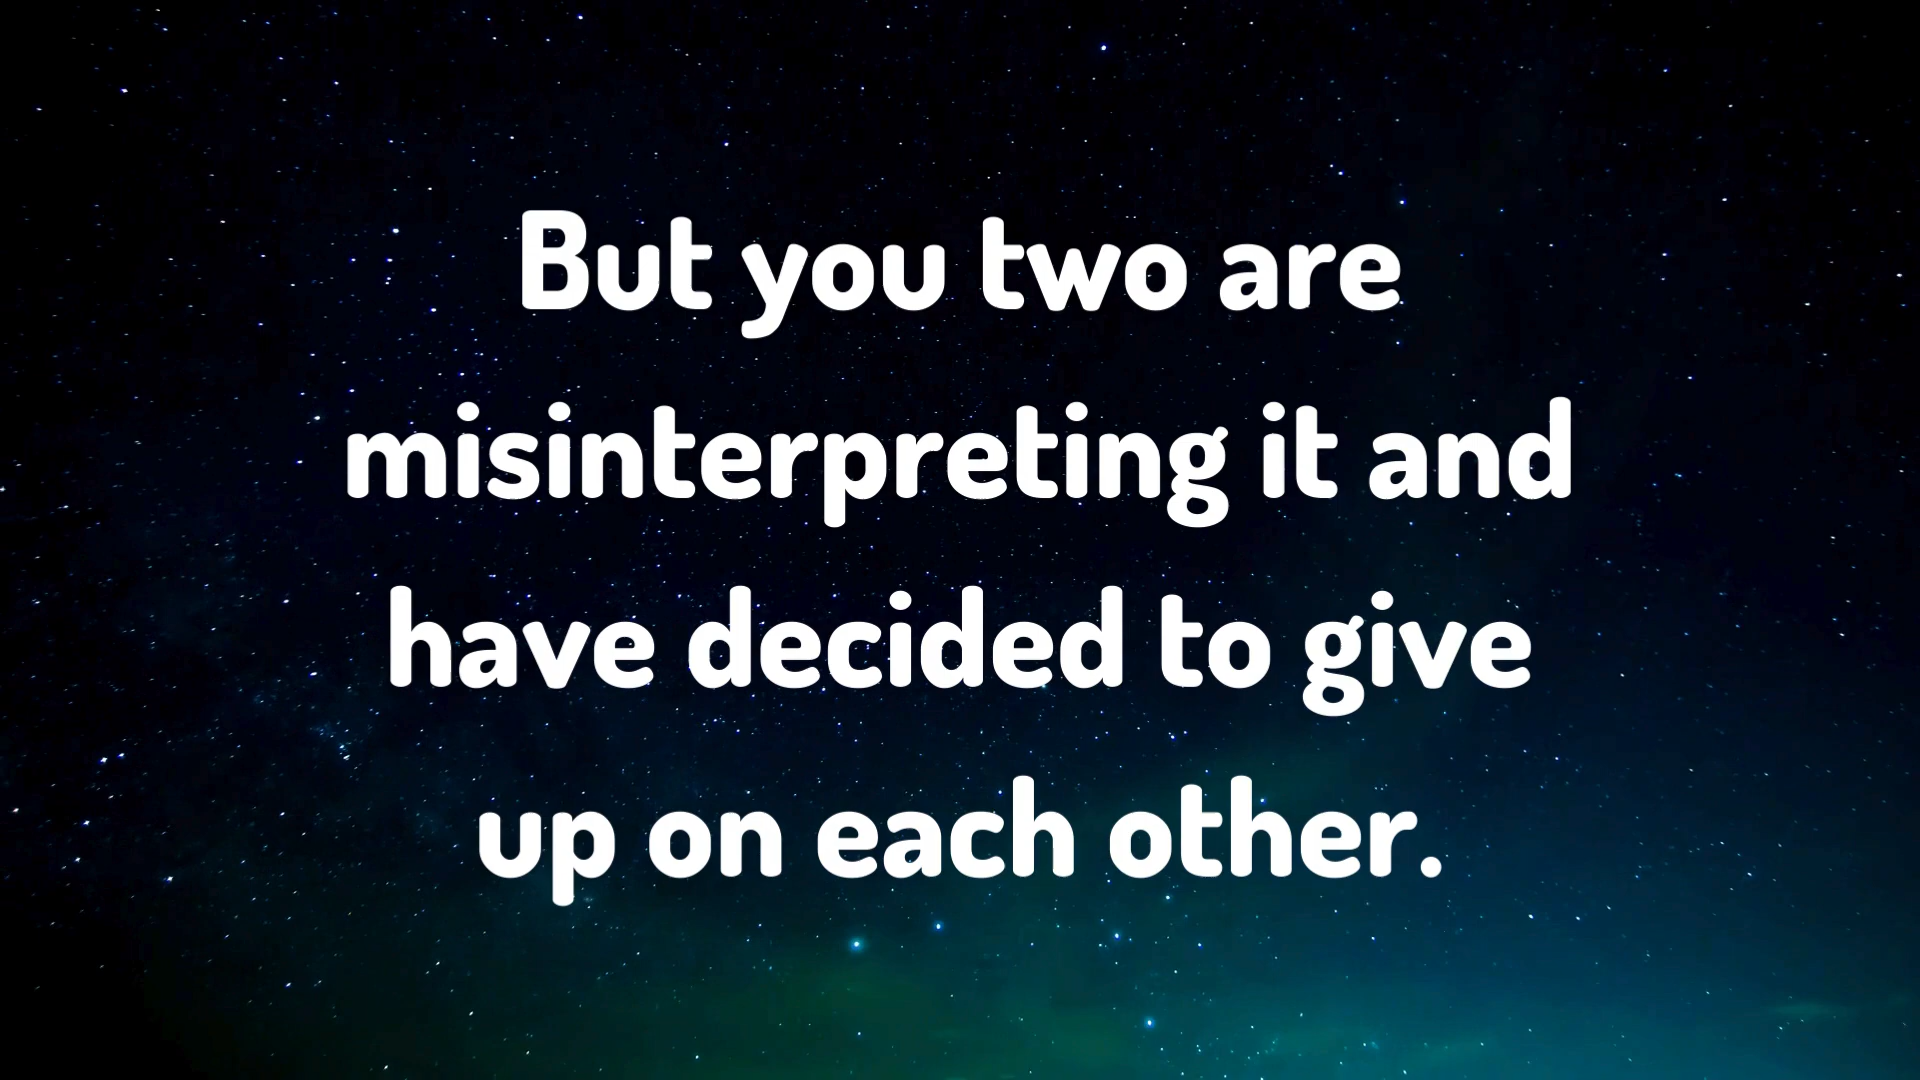 But you two are
misinterpreting it and
have decided to give
up on each other.